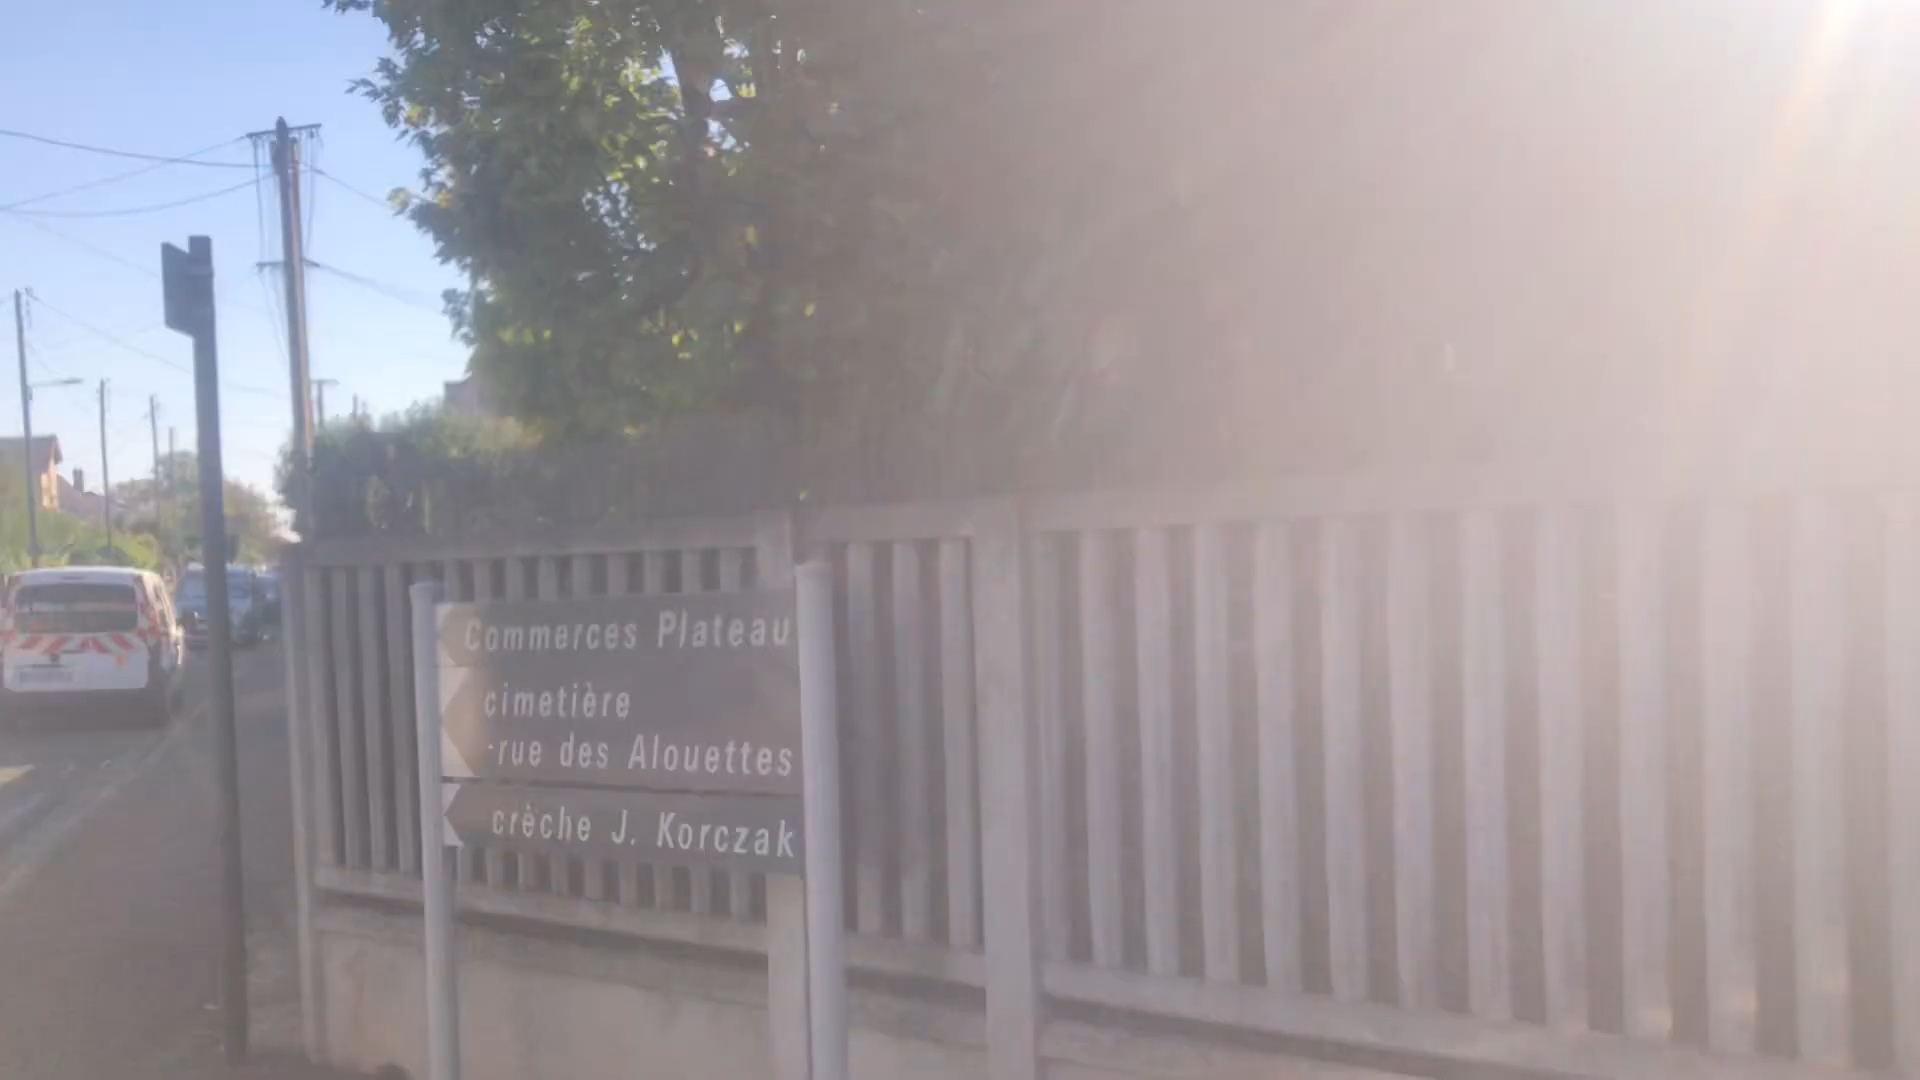 Commerces Plateau
cimetière
-rue des Alouettes
crèche J. Korczak